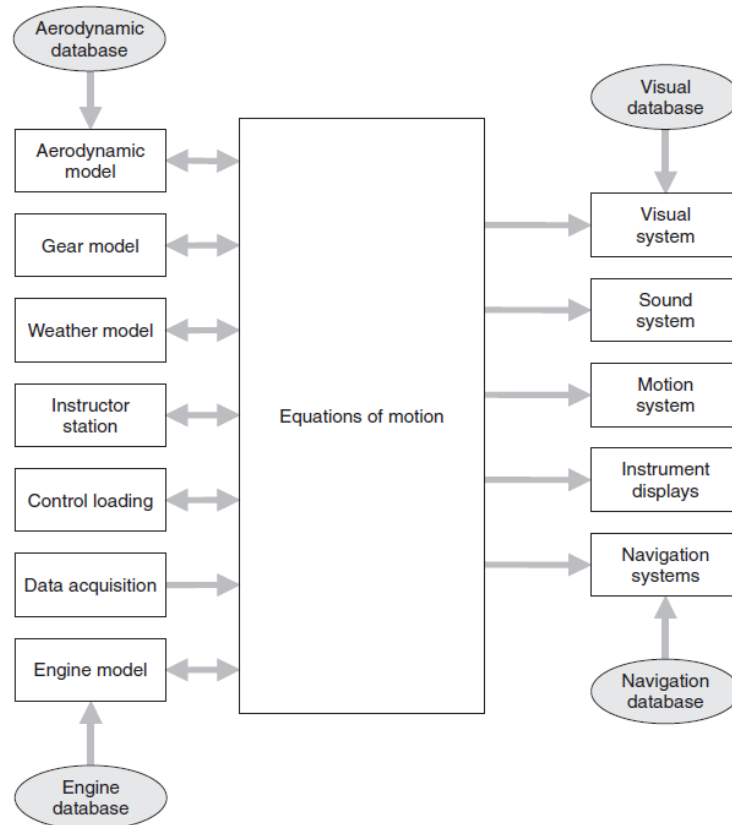 Aerodynamic
database
Aerodynamic
model
Gear model
Weather model
Instructor
station
Control loading
Data acquisition
Engine model
Engine
database
Equations of motion
Visual
database
Visual
system
Sound
system
Motion
system
Instrument
displays
Navigation
systems
Navigation
database